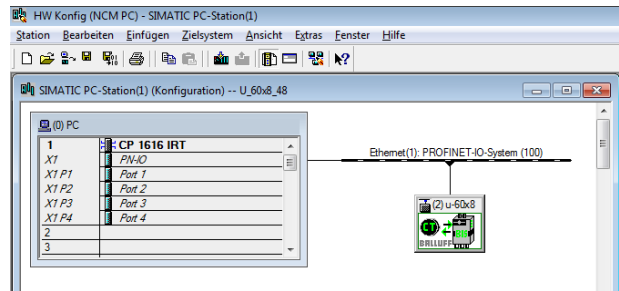 HW Konfig (NCM PC) - SIMATIC PC-Station(1)
Station Bearbeiten Einfügen Zielsystem Ansicht Extras Fenster Hilfe
SIMATIC PC-Station(1) (Konfiguration) -- U_60x8_48
(0) PC
1 CP 1616 IRT
X1 PN-IO
X1 P1 Port 1
X1 P2 Port 2
X1 P3 Port 3
X1 P4 Port 4
2
3
Ethernet(1): PROFINET-IO-System (100)
(2) u-60x8
BALLUFF